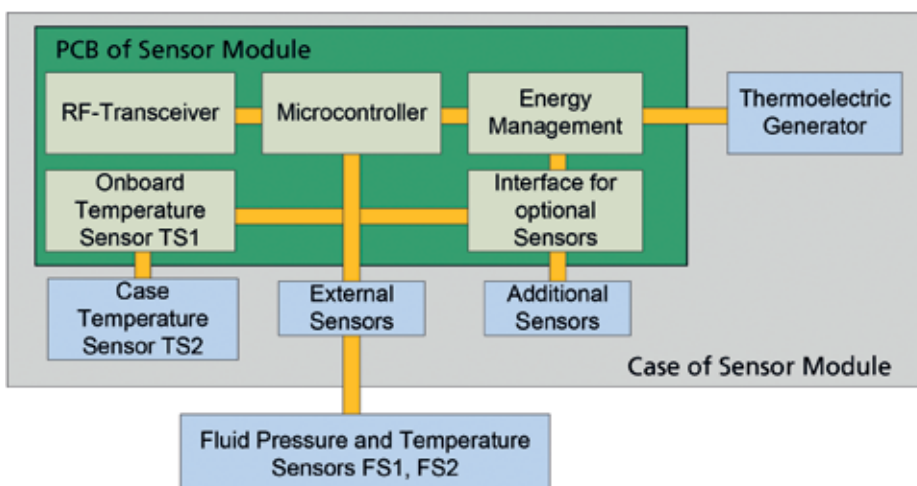 PCB of Sensor Module
RF-Transceiver
Microcontroller
Energy
Management
Thermoelectric
Generator
Onboard
Temperature
Sensor TS1
Interface for
optional
Sensors
Case
Temperature
Sensor TS2
External
Sensors
Additional
Sensors
Case of Sensor Module
Fluid Pressure and Temperature
Sensors FS1, FS2